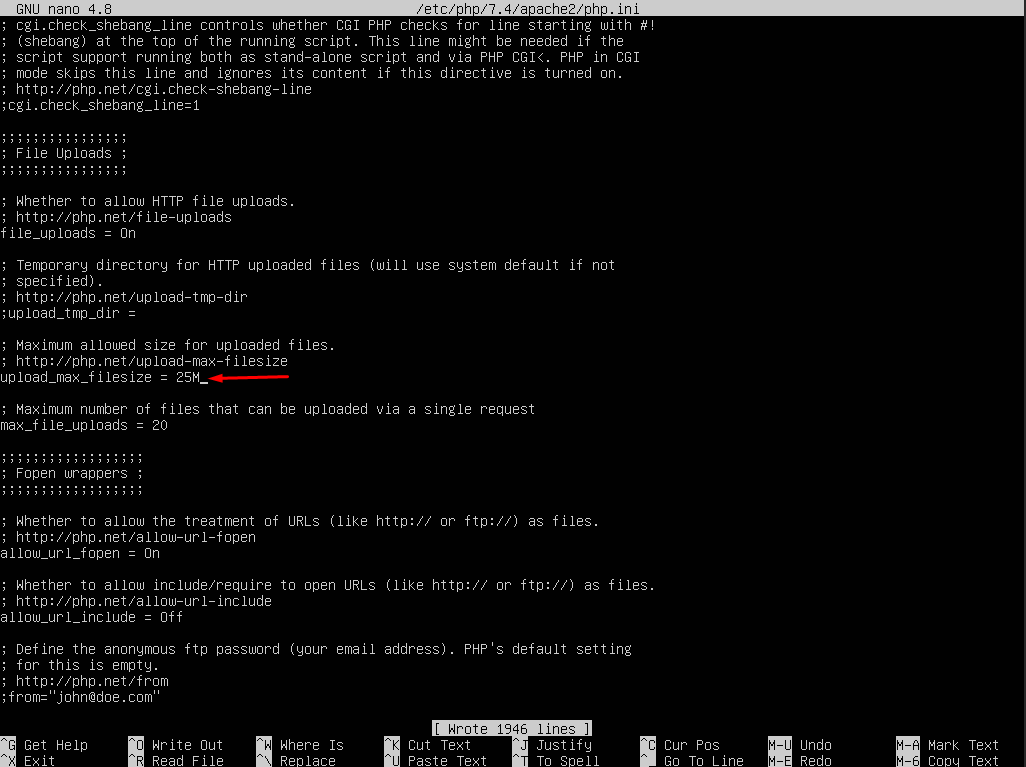 GNU nano 4.8 /etc/php/7.4/apache2/php.ini
; cgi.check_shebang_line controls whether CGI PHP checks for line starting with #!
; (shebang) at the top of the running script. This line might be needed if the
; script support running both as stand-alone script and via PHP CGI<. PHP in CGI
; mode skips this line and ignores its content if this directive is turned on.
; http://php.net/cgi.check-shebang-line
;cgi.check_shebang_line=1
;;;;;;;;;;;;;;;;
; File Uploads ;
;;;;;;;;;;;;;;;;
; Whether to allow HTTP file uploads.
; http://php.net/file-uploads
file_uploads = On
; Temporary directory for HTTP uploaded files (will use system default if not
; specified).
; http://php.net/upload-tmp-dir
;upload_tmp_dir =
; Maximum allowed size for uploaded files.
; http://php.net/upload-max-filesize
upload_max_filesize = 25M
; Maximum number of files that can be uploaded via a single request
max_file_uploads = 20
;;;;;;;;;;;;;;;;;;
; Fopen wrappers ;
;;;;;;;;;;;;;;;;;;
; Whether to allow the treatment of URLs (like http:// or ftp://) as files.
; http://php.net/allow-url-fopen
allow_url_fopen = On
; Whether to allow include/require to open URLs (like http:// or ftp://) as files.
; http://php.net/allow-url-include
allow_url_include = Off
; Define the anonymous ftp password (your email address). PHP's default setting
; for this is empty.
; http://php.net/from
;from="john@doe.com"
[ Wrote 1946 lines ]
^G Get Help ^O Write Out ^W Where Is ^K Cut Text ^J Justify ^C Cur Pos M-U Undo M-A Mark Text
^X Exit ^R Read File ^\ Replace ^U Paste Text ^T To Spell ^_ Go To Line M-E Redo M-6 Copy Text